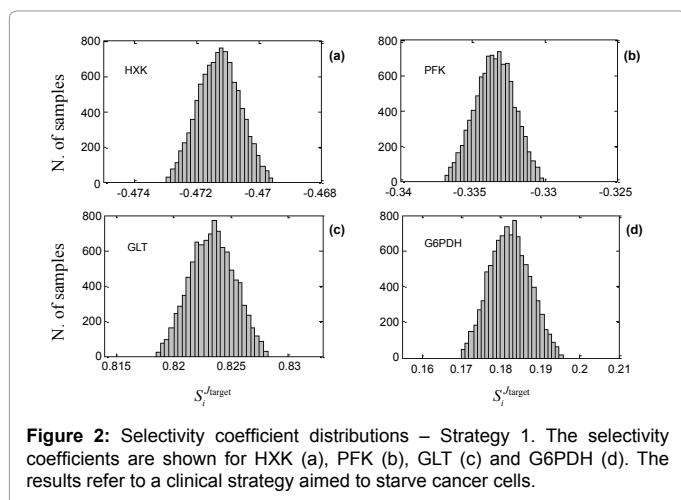 800 (a) 800 (b)
HXK PFK
600 600
N. of samples
400 400
200 200
0 0
-0.474 -0.472 -0.47 -0.468 -0.34 -0.335 -0.33 -0.325
800 (c) 800 (d)
GLT G6PDH
600 600
N. of samples
400 400
200 200
0 0
0.815 0.82 0.825 0.83 0.16 0.17 0.18 0.19 0.2 0.21
S_i^{J_target} S_i^{J_target}
Figure 2: Selectivity coefficient distributions – Strategy 1. The selectivity
coefficients are shown for HXK (a), PFK (b), GLT (c) and G6PDH (d). The
results refer to a clinical strategy aimed to starve cancer cells.